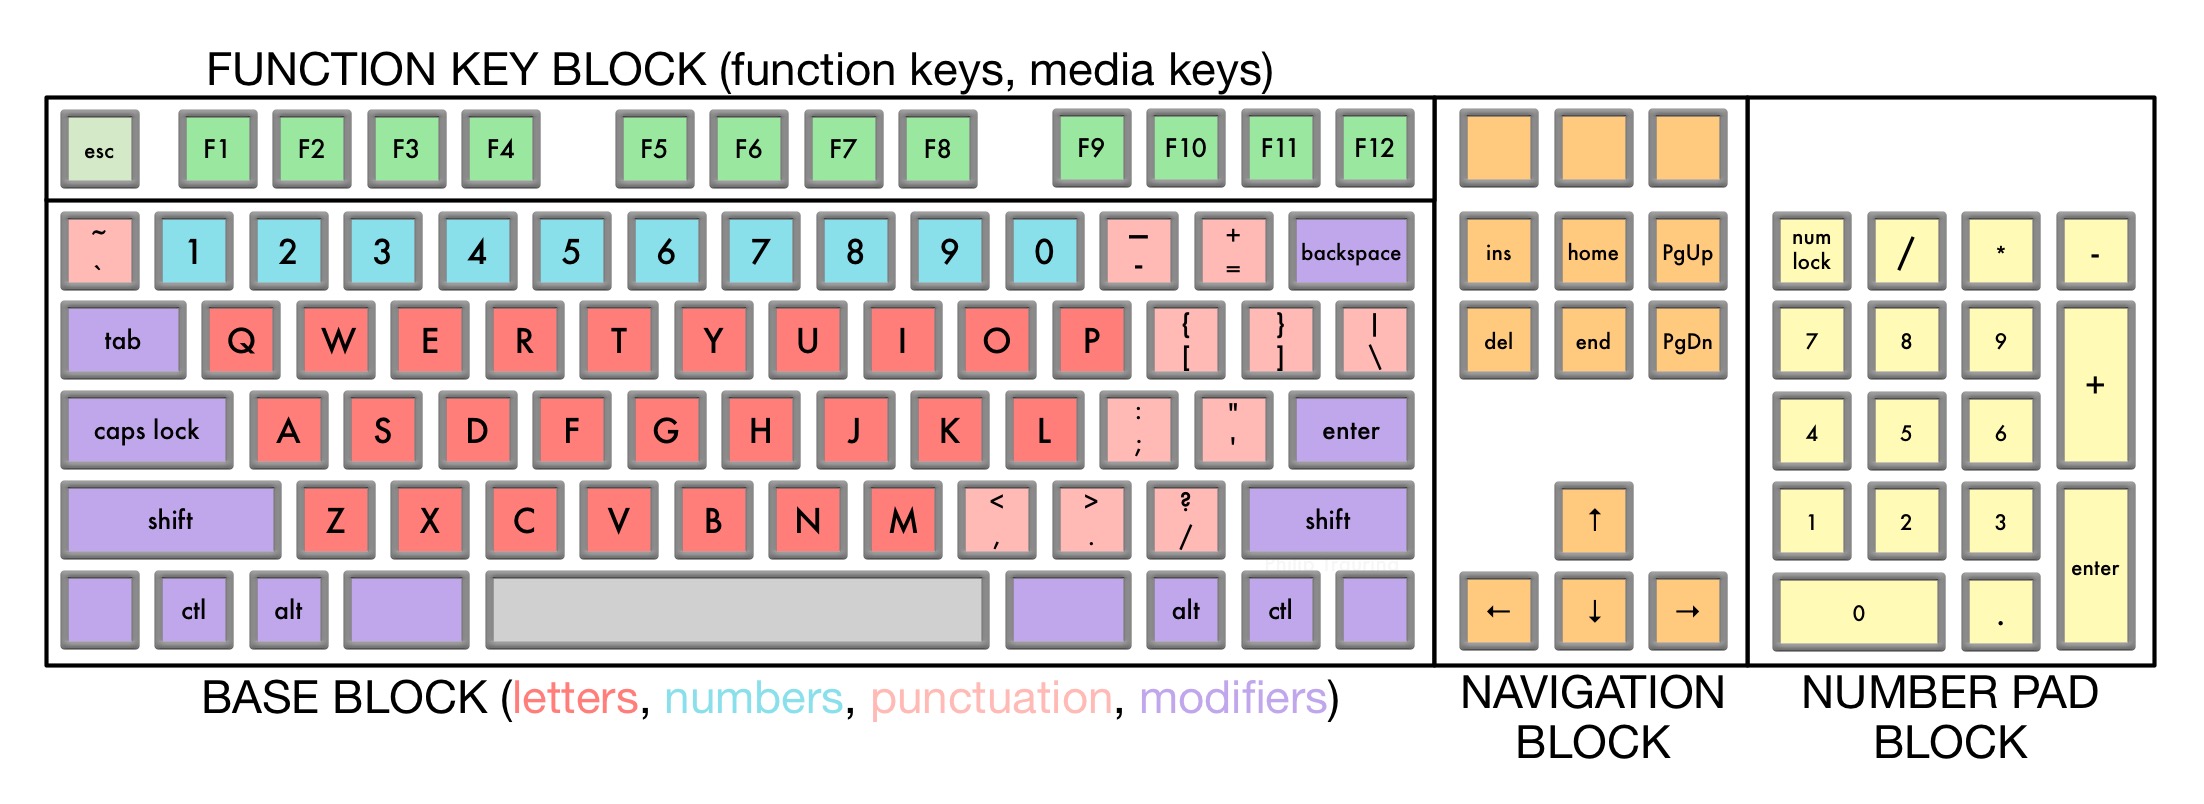 FUNCTION KEY BLOCK (function keys, media keys)
esc F1 F2 F3 F4 F5 F6 F7 F8 F9 F10 F11 F12
~ ` 1 2 3 4 5 6 7 8 9 0 — - + = backspace
tab Q W E R T Y U I O P { [ } ] | \
caps lock A S D F G H J K L : ; " ' enter
shift Z X C V B N M < , > . ? / shift
ctl alt alt ctl
ins home PgUp
del end PgDn
↑
← ↓ →
num lock / * -
7 8 9 +
4 5 6
1 2 3 enter
0 .
BASE BLOCK (letters, numbers, punctuation, modifiers)
NAVIGATION
BLOCK
NUMBER PAD
BLOCK